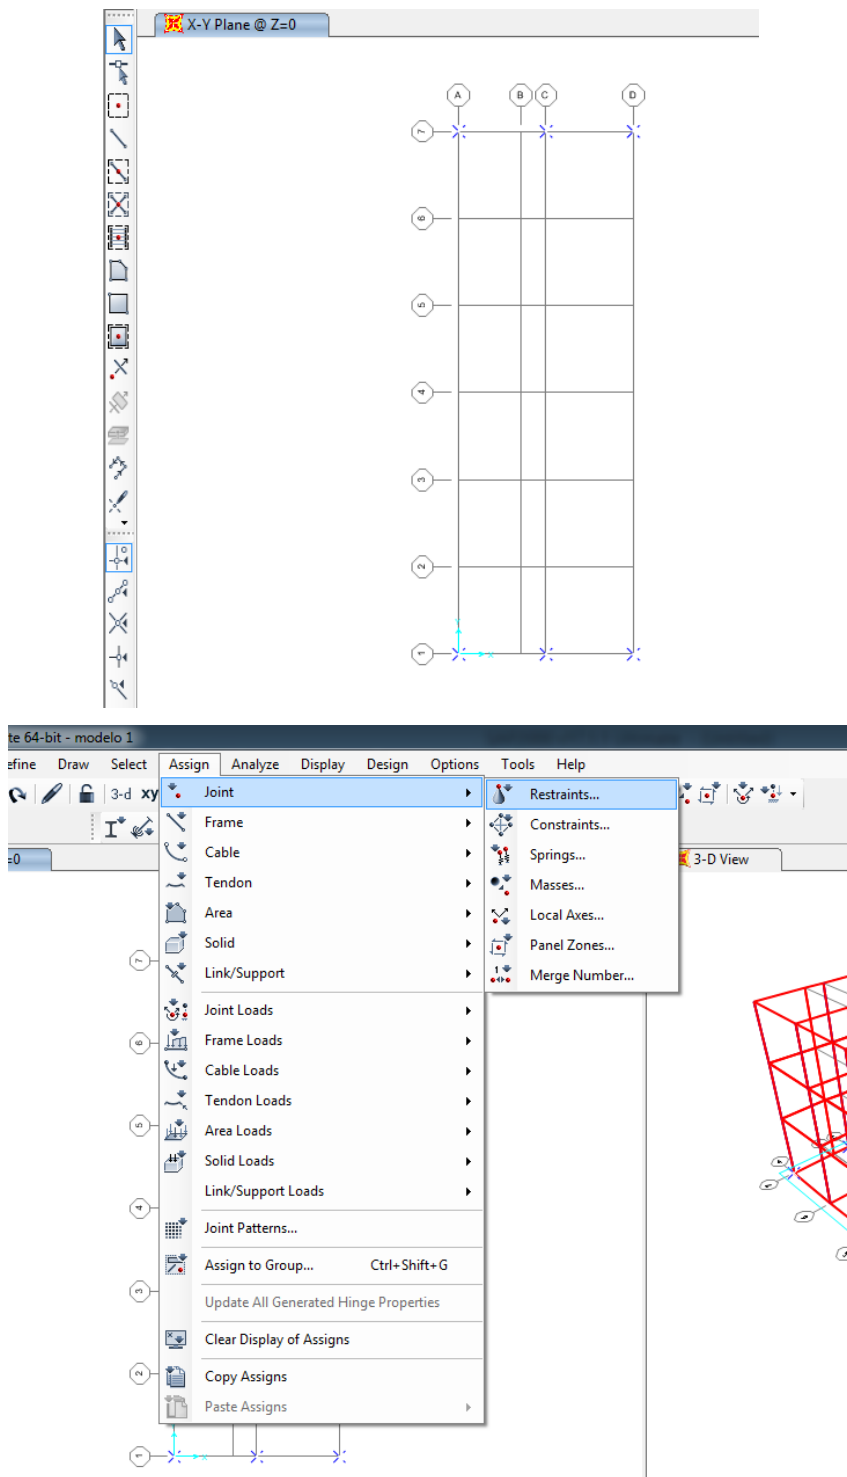 X-Y Plane @ Z=0
A B C D
7
6
5
4
3
2
Y
1 X
te 64-bit - modelo 1
efine Draw Select Assign Analyze Display Design Options Tools Help
3-d xy
Joint
Restraints...
Frame
Constraints...
=0
Cable
Springs...
3-D View
Tendon
Masses...
Area
Local Axes...
Solid
Panel Zones...
7
Link/Support
Merge Number...
Joint Loads
6
Frame Loads
Cable Loads
Tendon Loads
5
Area Loads
Solid Loads
Link/Support Loads
4
Joint Patterns...
Assign to Group... Ctrl+Shift+G
3
Update All Generated Hinge Properties
Clear Display of Assigns
2
Copy Assigns
Paste Assigns
1 X